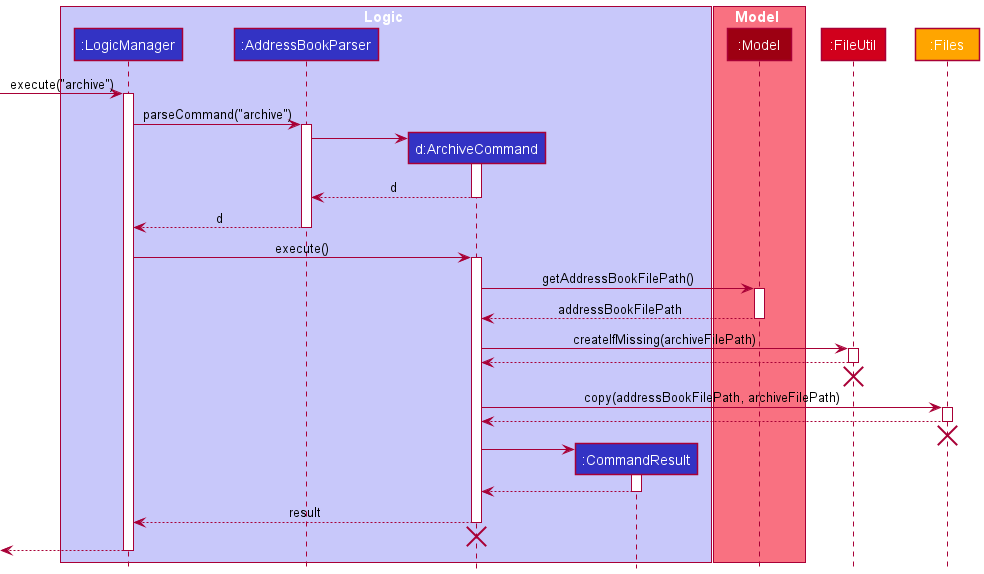 Logic
Model
:LogicManager
:AddressBookParser
:Model
:FileUtil
:Files
execute("archive")
parseCommand("archive")
d:ArchiveCommand
d
d
execute()
getAddressBookFilePath()
addressBookFilePath
createIfMissing(archiveFilePath)
copy(addressBookFilePath, archiveFilePath)
:CommandResult
result